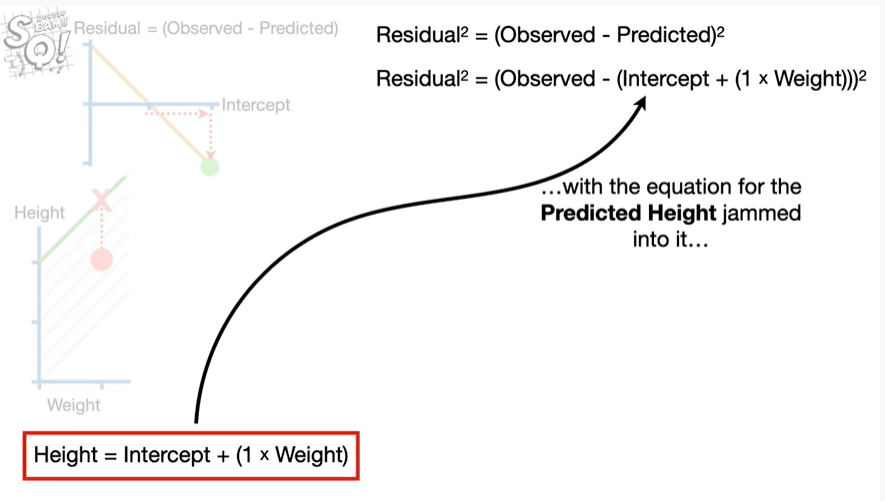 Residual = (Observed - Predicted)
Residual² = (Observed - Predicted)²
Residual² = (Observed - (Intercept + (1 x Weight)))²
Intercept
…with the equation for the
Predicted Height jammed
into it…
Height
Weight
Height = Intercept + (1 x Weight)